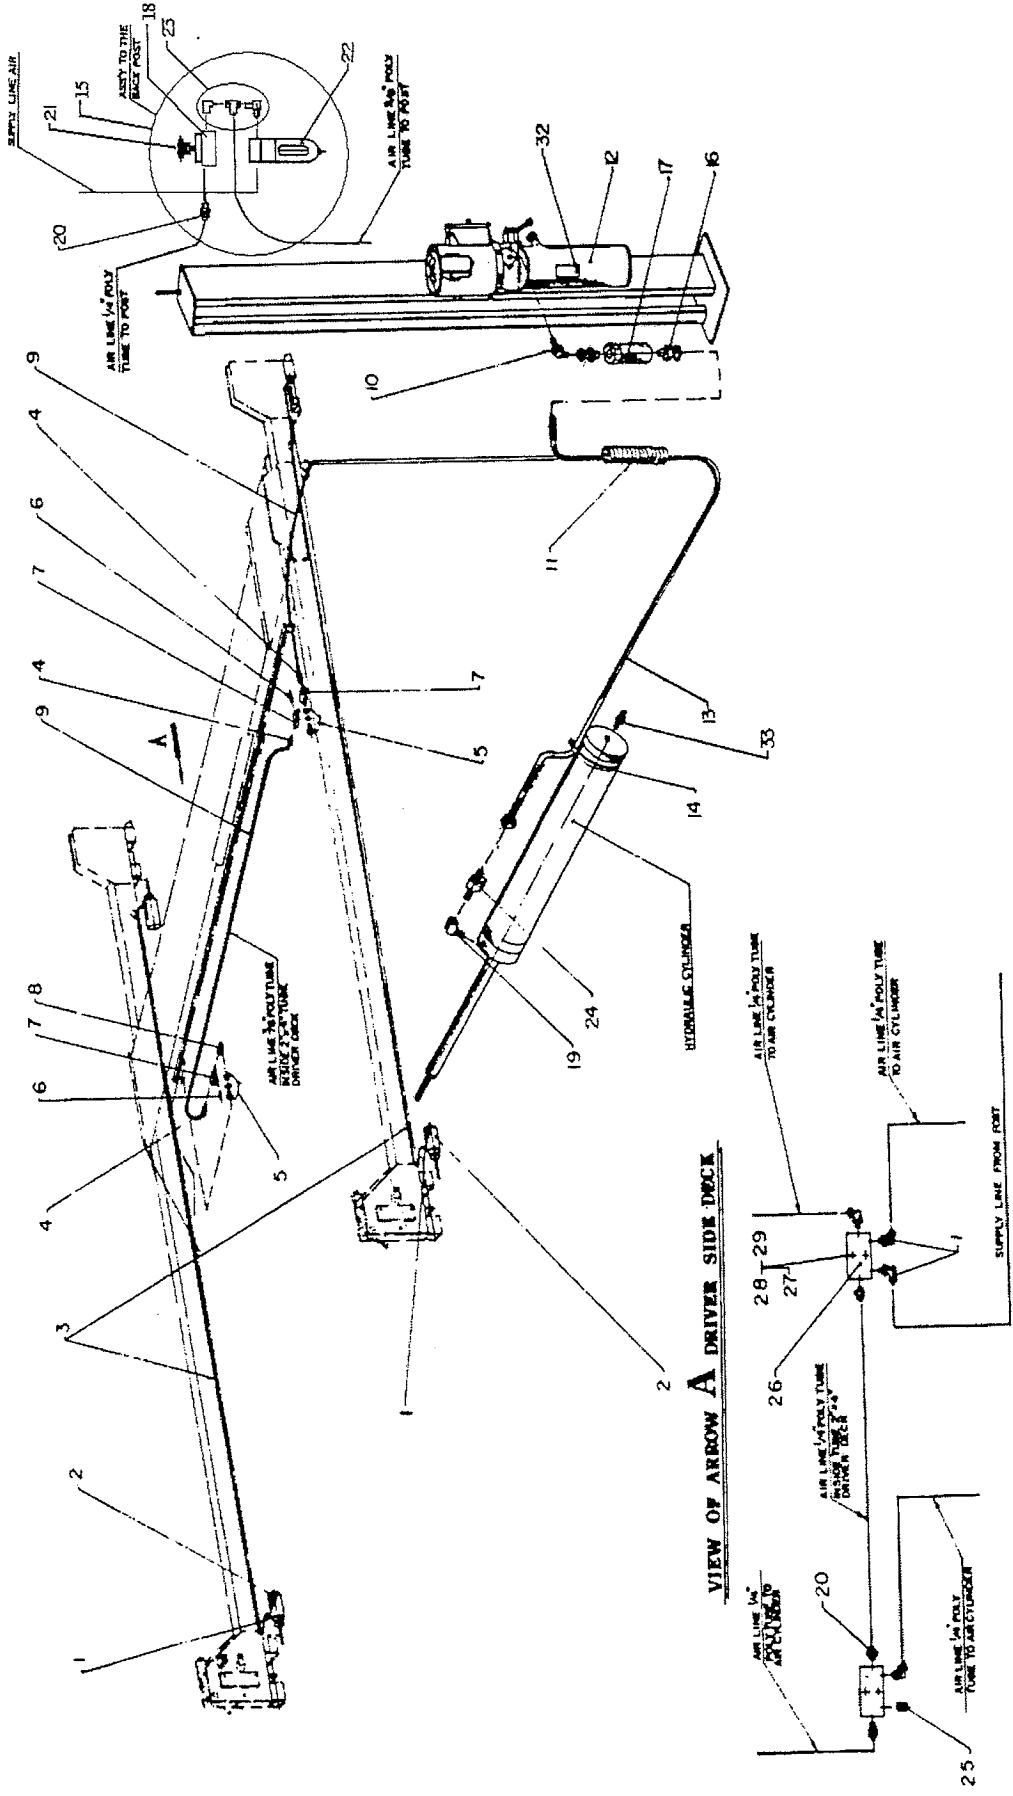 SUPPLY LINE AIR
21
15
ASS'Y TO THE
BACK POST
18
23
22
AIR LINE 3/8" POLY
TUBE TO POST
20
AIR LINE 1/4" POLY
TUBE TO POST
32
12
17
16
10
11
9
4
6
7
4
9
A
7
5
13
33
14
24
19
HYDRAULIC CYLINDER
8
7
6
5
4
AIR LINE 3/8 POLY TUBE
INSIDE 2"x4" TUBE
DRIVER DECK
3
2
1
1
2
VIEW OF ARROW A DRIVER SIDE DECK
AIR LINE 1/4" POLY TUBE
TO AIR CYLINDER
AIR LINE 1/4" POLY TUBE
TO AIR CYLINDER
28
29
27
26
1
SUPPLY LINE FROM POST
AIR LINE 1/4" POLY TUBE
INSIDE TUBE 2"x4"
DRIVER DECK
20
AIR LINE 1/4"
POLY TUBE TO
AIR CYLINDER
AIR LINE 1/4" POLY
TUBE TO AIR CYLINDER
25